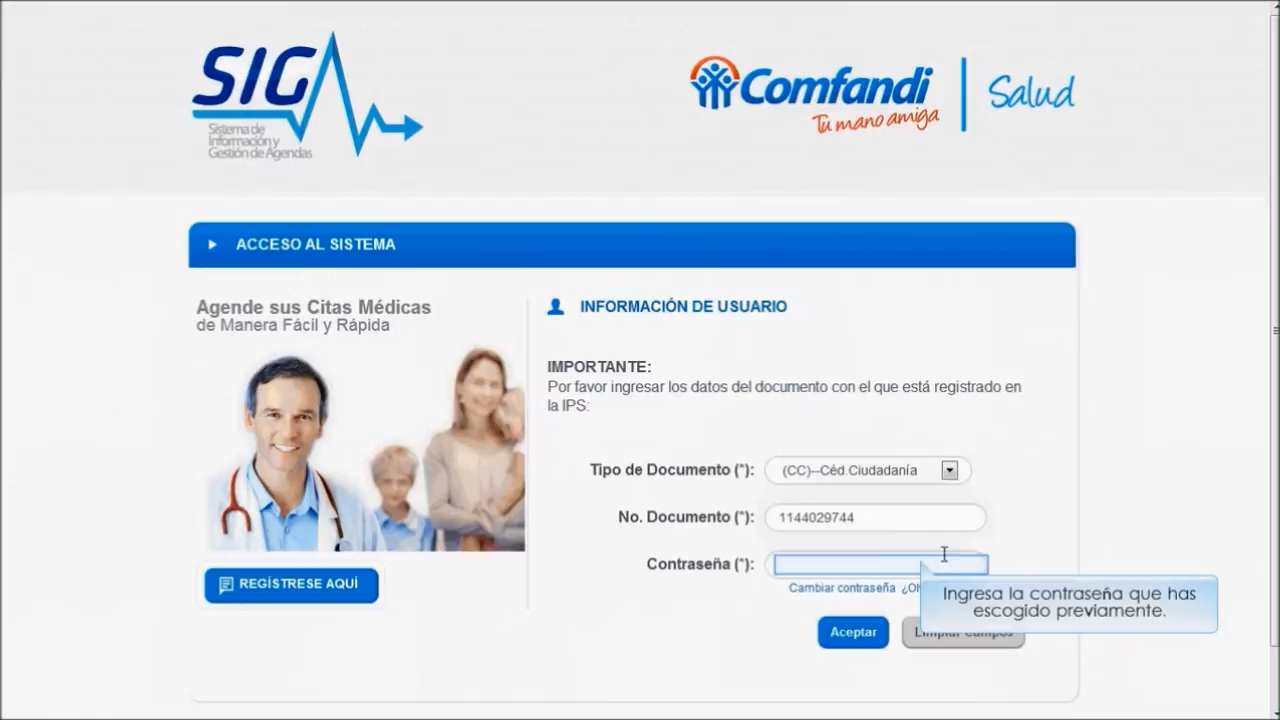 SIG
Sistema de
Información y
Gestión de Agendas
Comfandi
Tu mano amiga
Salud
ACCESO AL SISTEMA
Agende sus Citas Médicas
de Manera Fácil y Rápida
REGÍSTRESE AQUÍ
INFORMACIÓN DE USUARIO
IMPORTANTE:
Por favor ingresar los datos del documento con el que está registrado en
la IPS:
Tipo de Documento (*): (CC)--Céd.Ciudadanía
No. Documento (*): 1144029744
Contraseña (*):
Cambiar contraseña
Ingresa la contraseña que has
escogido previamente.
Aceptar
Limpiar Campos